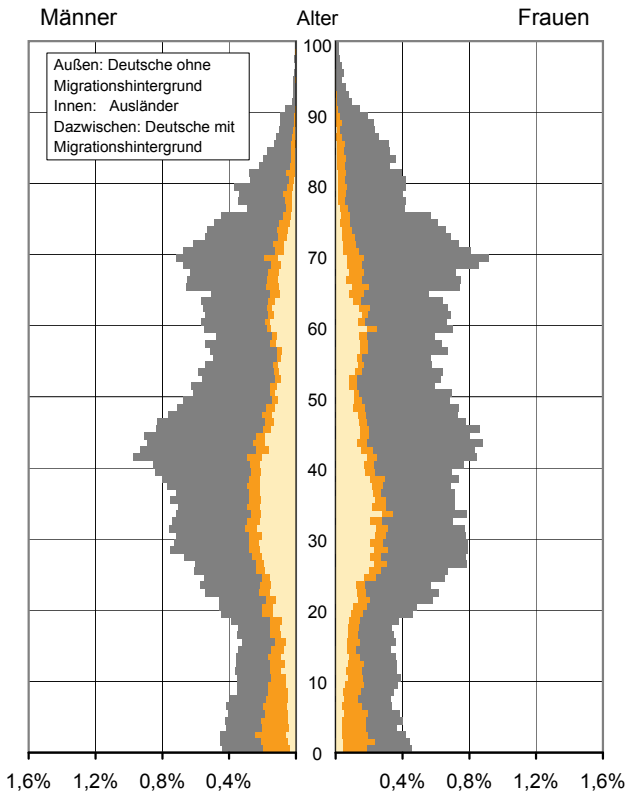 Männer Alter Frauen
Außen: Deutsche ohne
Migrationshintergrund
Innen: Ausländer
Dazwischen: Deutsche mit
Migrationshintergrund
100
90
80
70
60
50
40
30
20
10
0
1,6% 1,2% 0,8% 0,4% 0,4% 0,8% 1,2% 1,6%